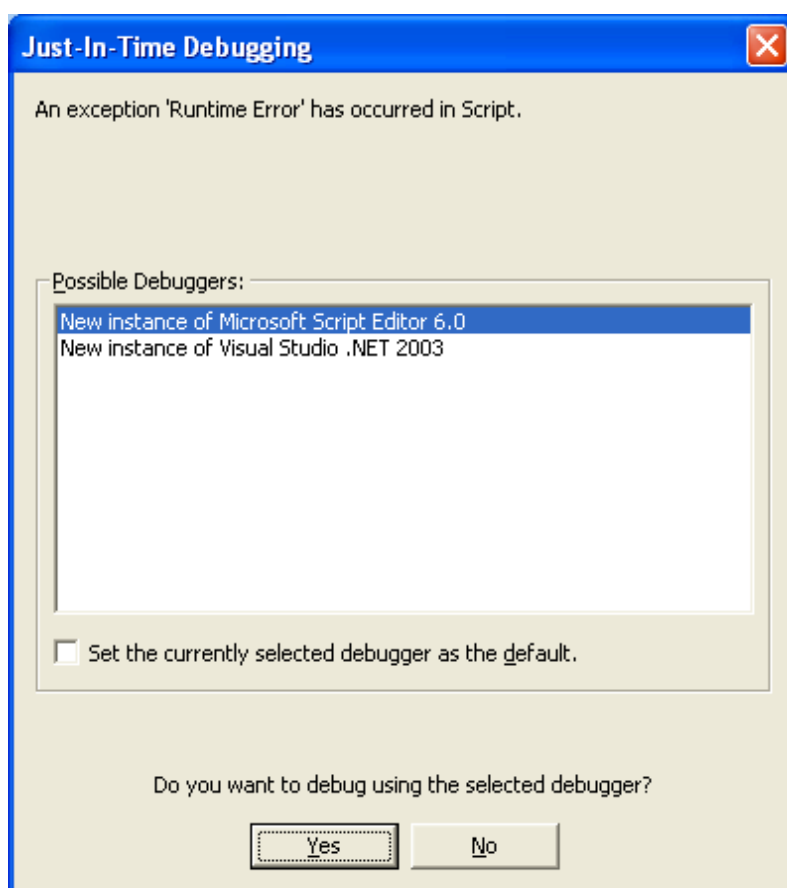 Just-In-Time Debugging
An exception 'Runtime Error' has occurred in Script.
Possible Debuggers:
New instance of Microsoft Script Editor 6.0
New instance of Visual Studio .NET 2003
Set the currently selected debugger as the default.
Do you want to debug using the selected debugger?
Yes No